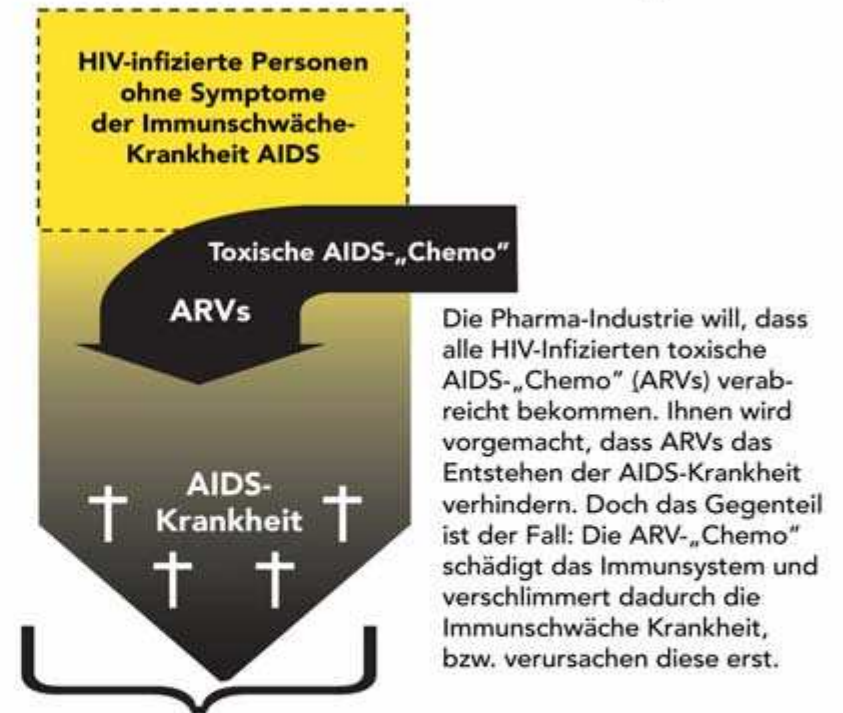 HIV-infizierte Personen
ohne Symptome
der Immunschwäche-
Krankheit AIDS
Toxische AIDS-„Chemo"
ARVs
Die Pharma-Industrie will, dass
alle HIV-Infizierten toxische
AIDS-„Chemo" (ARVs) verab-
reicht bekommen. Ihnen wird
vorgemacht, dass ARVs das
Entstehen der AIDS-Krankheit
verhindern. Doch das Gegenteil
ist der Fall: Die ARV-„Chemo"
schädigt das Immunsystem und
verschlimmert dadurch die
Immunschwäche Krankheit,
bzw. verursachen diese erst.
AIDS-
Krankheit